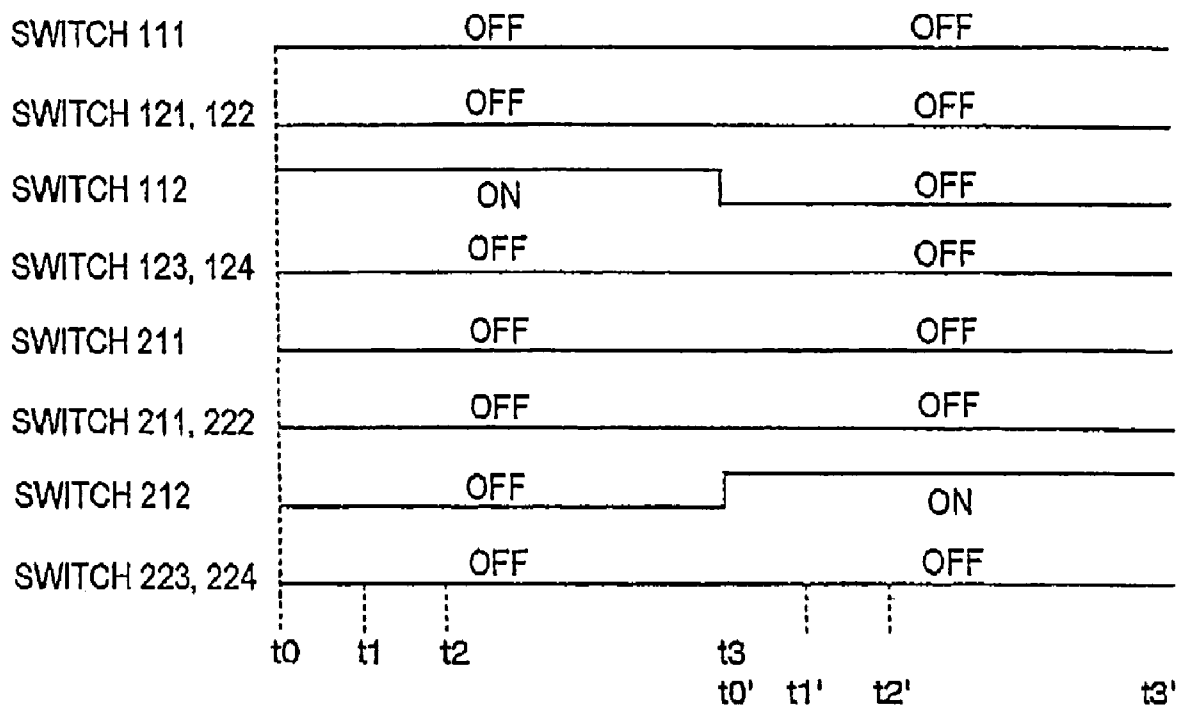 SWITCH 111 OFF OFF
SWITCH 121, 122 OFF OFF
SWITCH 112 ON OFF
SWITCH 123, 124 OFF OFF
SWITCH 211 OFF OFF
SWITCH 211, 222 OFF OFF
SWITCH 212 OFF ON
SWITCH 223, 224 OFF OFF
t0 t1 t2 t3
t0' t1' t2' t3'